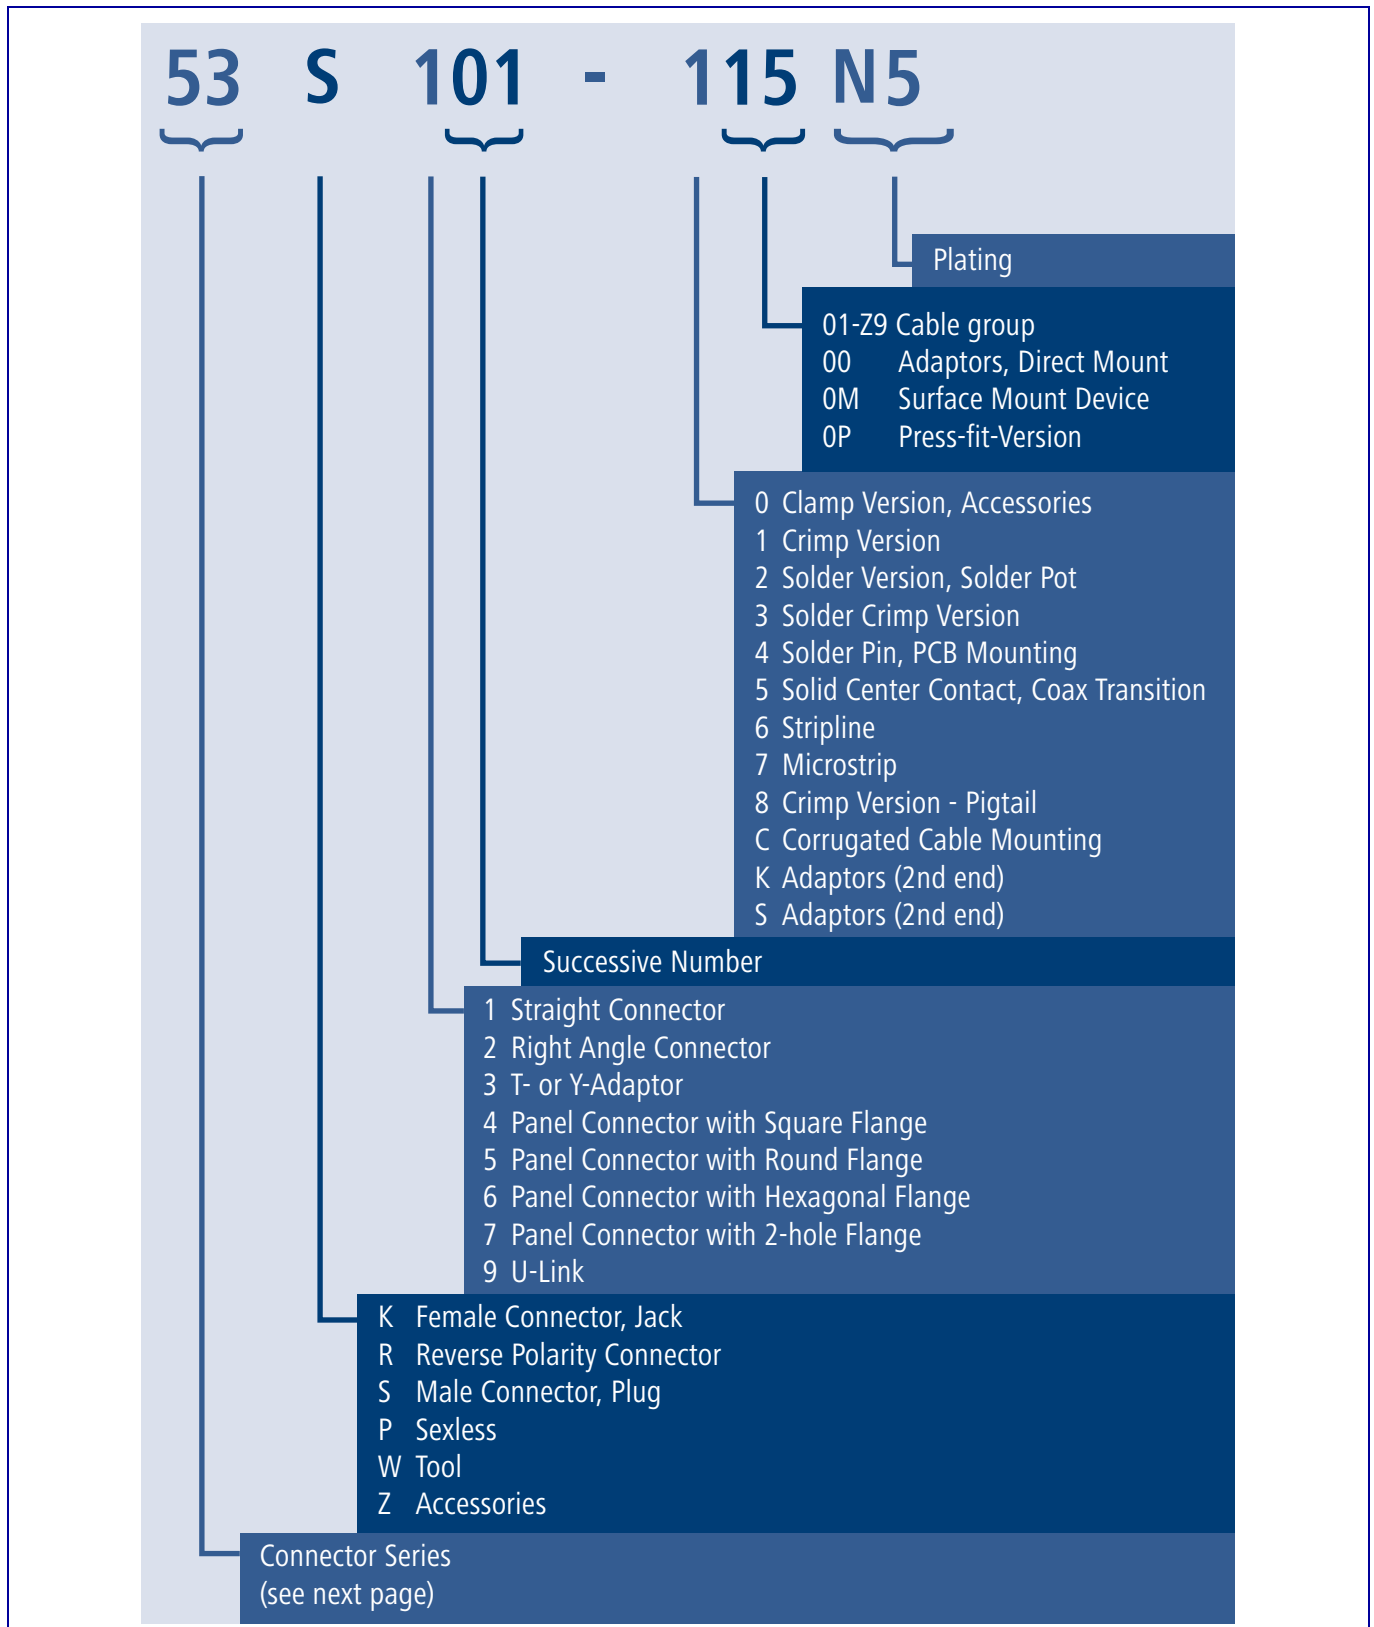 53 S 101 - 115 N5
Plating
01-Z9 Cable group
00 Adaptors, Direct Mount
0M Surface Mount Device
0P Press-fit-Version
0 Clamp Version, Accessories
1 Crimp Version
2 Solder Version, Solder Pot
3 Solder Crimp Version
4 Solder Pin, PCB Mounting
5 Solid Center Contact, Coax Transition
6 Stripline
7 Microstrip
8 Crimp Version - Pigtail
C Corrugated Cable Mounting
K Adaptors (2nd end)
S Adaptors (2nd end)
Successive Number
1 Straight Connector
2 Right Angle Connector
3 T- or Y-Adaptor
4 Panel Connector with Square Flange
5 Panel Connector with Round Flange
6 Panel Connector with Hexagonal Flange
7 Panel Connector with 2-hole Flange
9 U-Link
K Female Connector, Jack
R Reverse Polarity Connector
S Male Connector, Plug
P Sexless
W Tool
Z Accessories
Connector Series
(see next page)